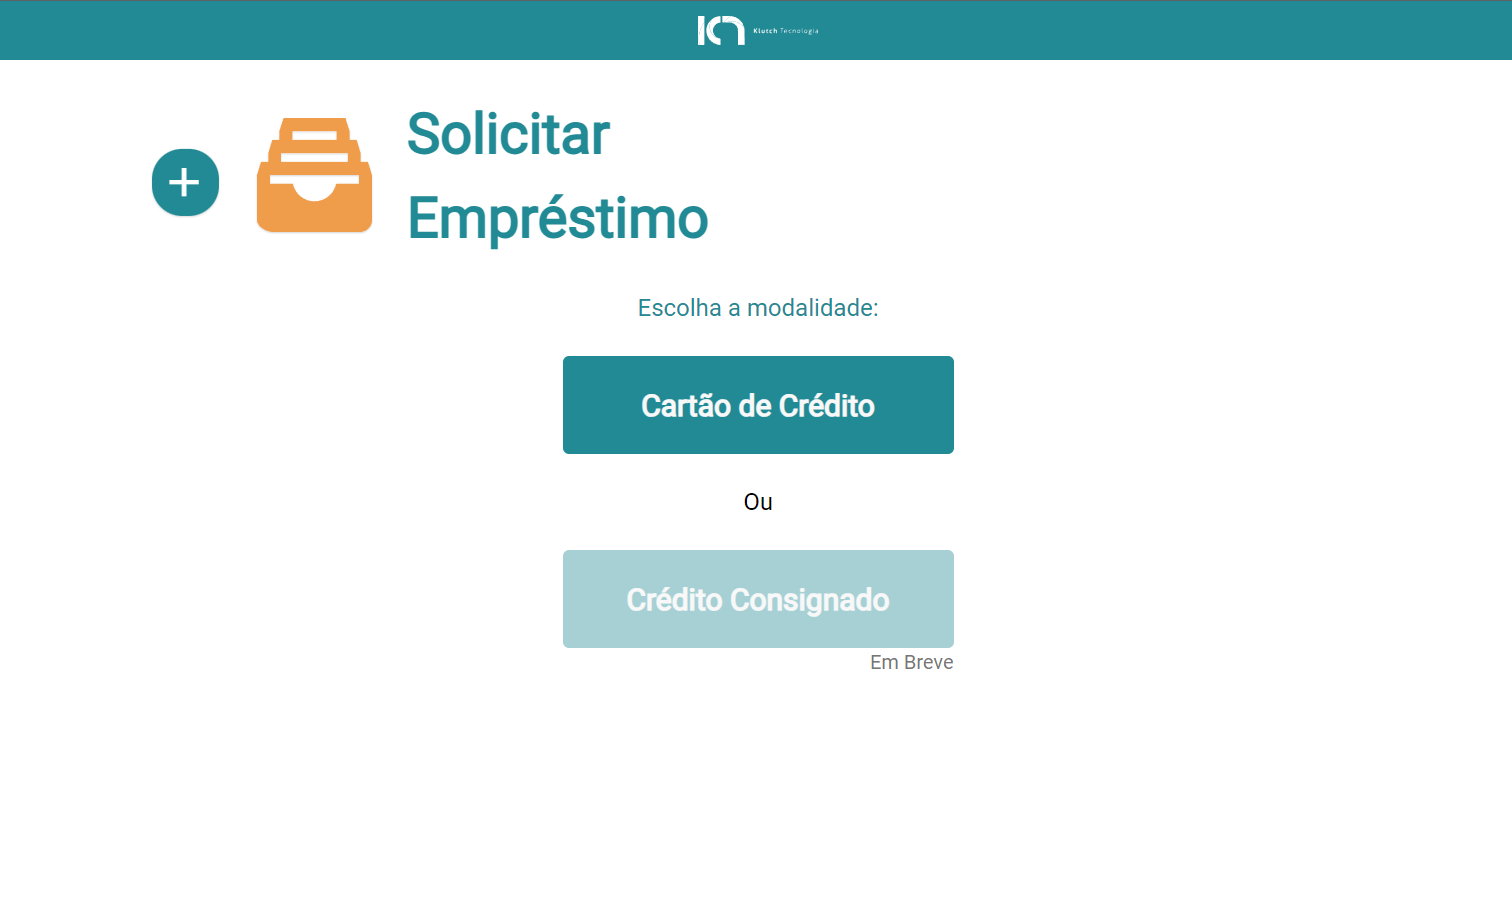 Klutch Tecnologia
Solicitar
Empréstimo
Escolha a modalidade:
Cartão de Crédito
Ou
Crédito Consignado
Em Breve